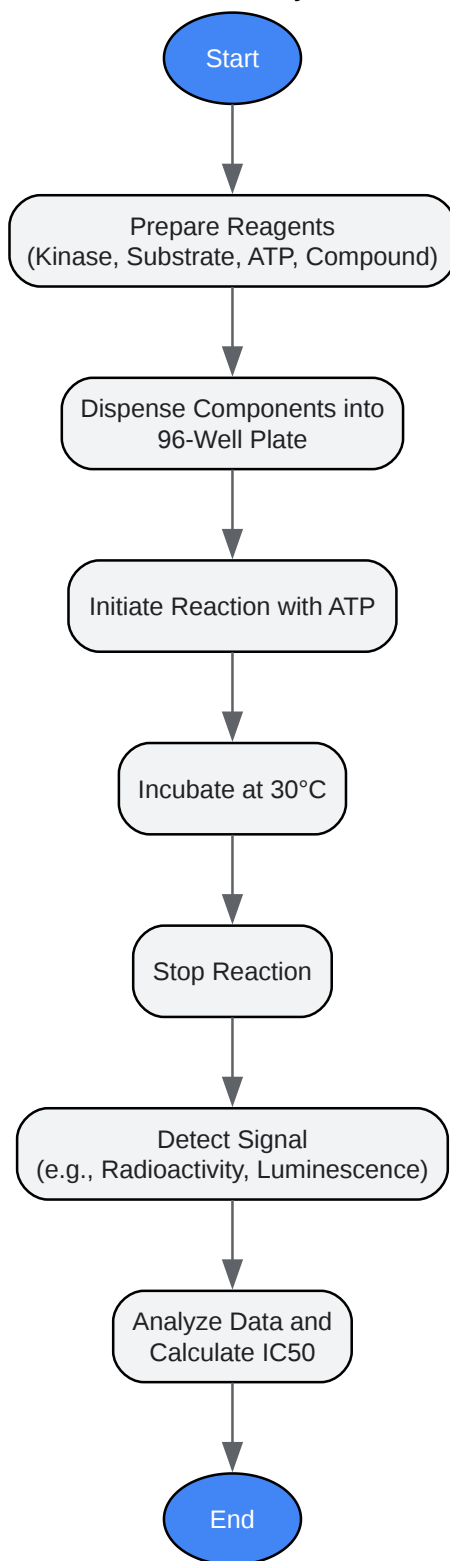 Start
Prepare Reagents
(Kinase, Substrate, ATP, Compound)
Dispense Components into
96-Well Plate
Initiate Reaction with ATP
Incubate at 30°C
Stop Reaction
Detect Signal
(e.g., Radioactivity, Luminescence)
Analyze Data and
Calculate IC50
End